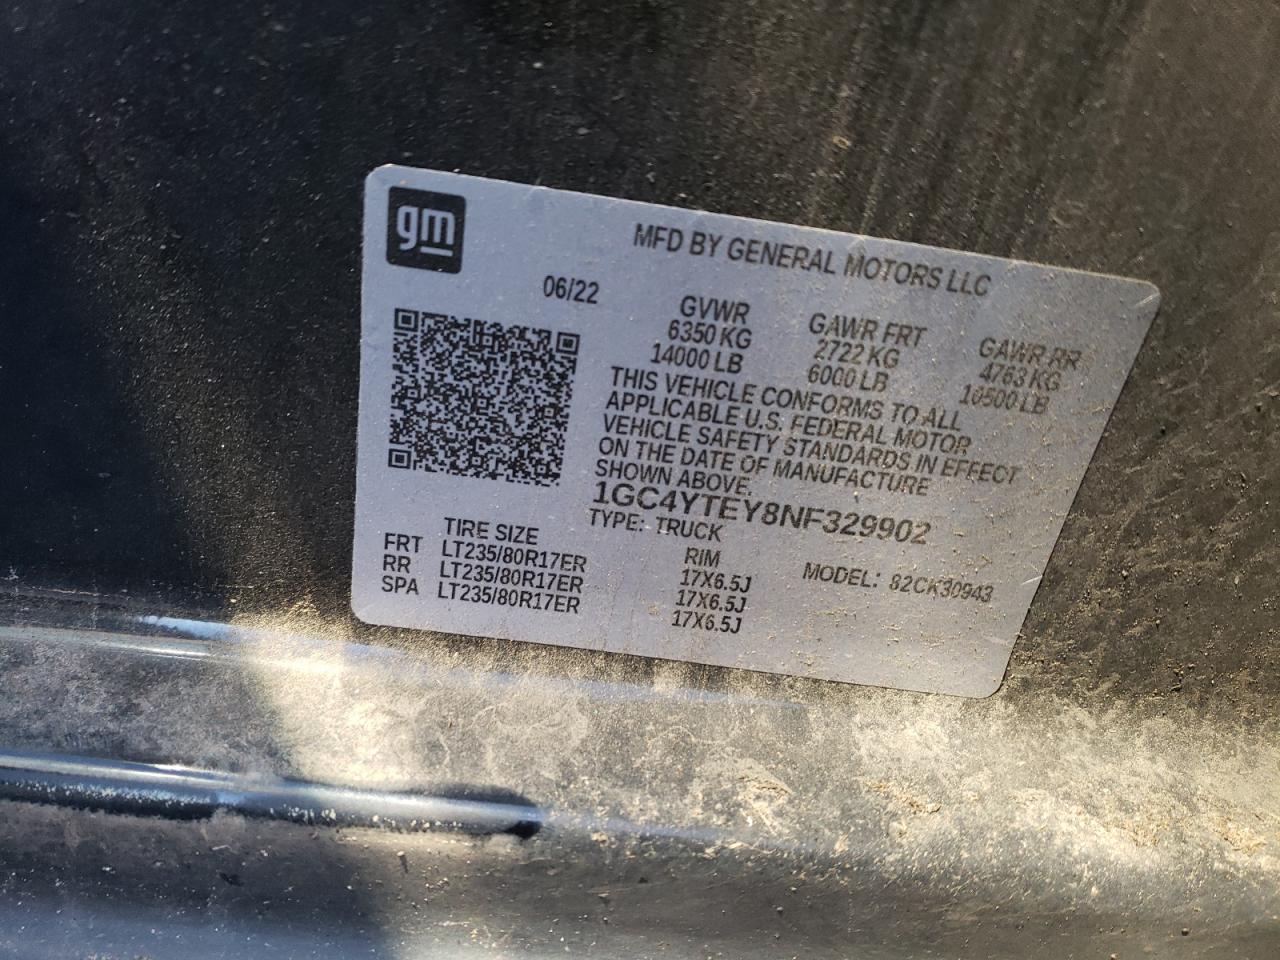 gm
MFD BY GENERAL MOTORS LLC
06/22
GVWR GAWR FRT GAWR RR
6350 KG 2722 KG 4763 KG
14000 LB 6000 LB 10500 LB
THIS VEHICLE CONFORMS TO ALL
APPLICABLE U.S. FEDERAL MOTOR
VEHICLE SAFETY STANDARDS IN EFFECT
ON THE DATE OF MANUFACTURE
SHOWN ABOVE.
1GC4YTEY8NF329902
TYPE: TRUCK MODEL: 82CK30943
TIRE SIZE RIM
FRT LT235/80R17ER 17X6.5J
RR LT235/80R17ER 17X6.5J
SPA LT235/80R17ER 17X6.5J